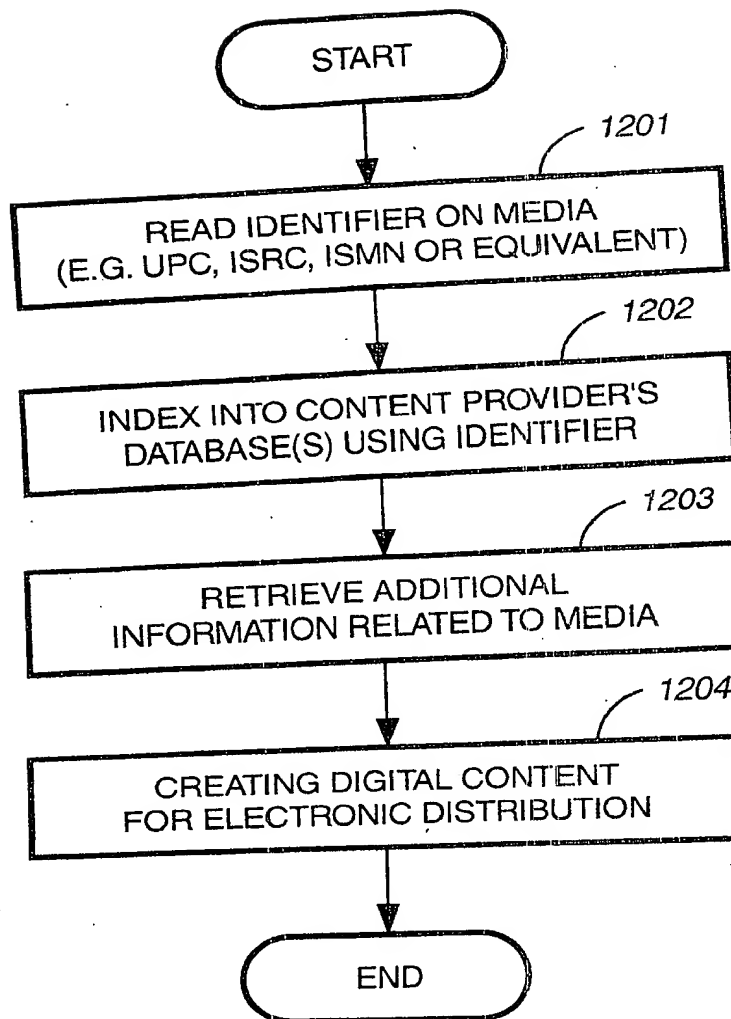 START
1201
READ IDENTIFIER ON MEDIA
(E.G. UPC, ISRC, ISMN OR EQUIVALENT)
1202
INDEX INTO CONTENT PROVIDER'S
DATABASE(S) USING IDENTIFIER
1203
RETRIEVE ADDITIONAL
INFORMATION RELATED TO MEDIA
1204
CREATING DIGITAL CONTENT
FOR ELECTRONIC DISTRIBUTION
END